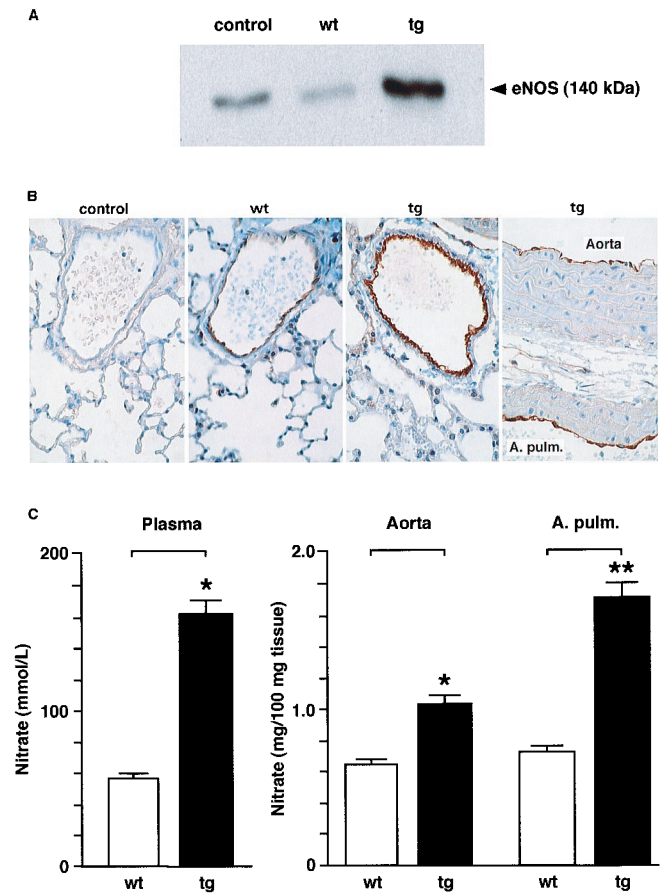 A
control wt tg
eNOS (140 kDa)
B
control wt tg tg
Aorta
A. pulm.
C
Plasma Aorta A. pulm.
200 2.0
* * **
Nitrate (mmol/L)
100
Nitrate (mg/100 mg tissue)
1.0
0 0.0
wt tg wt tg wt tg